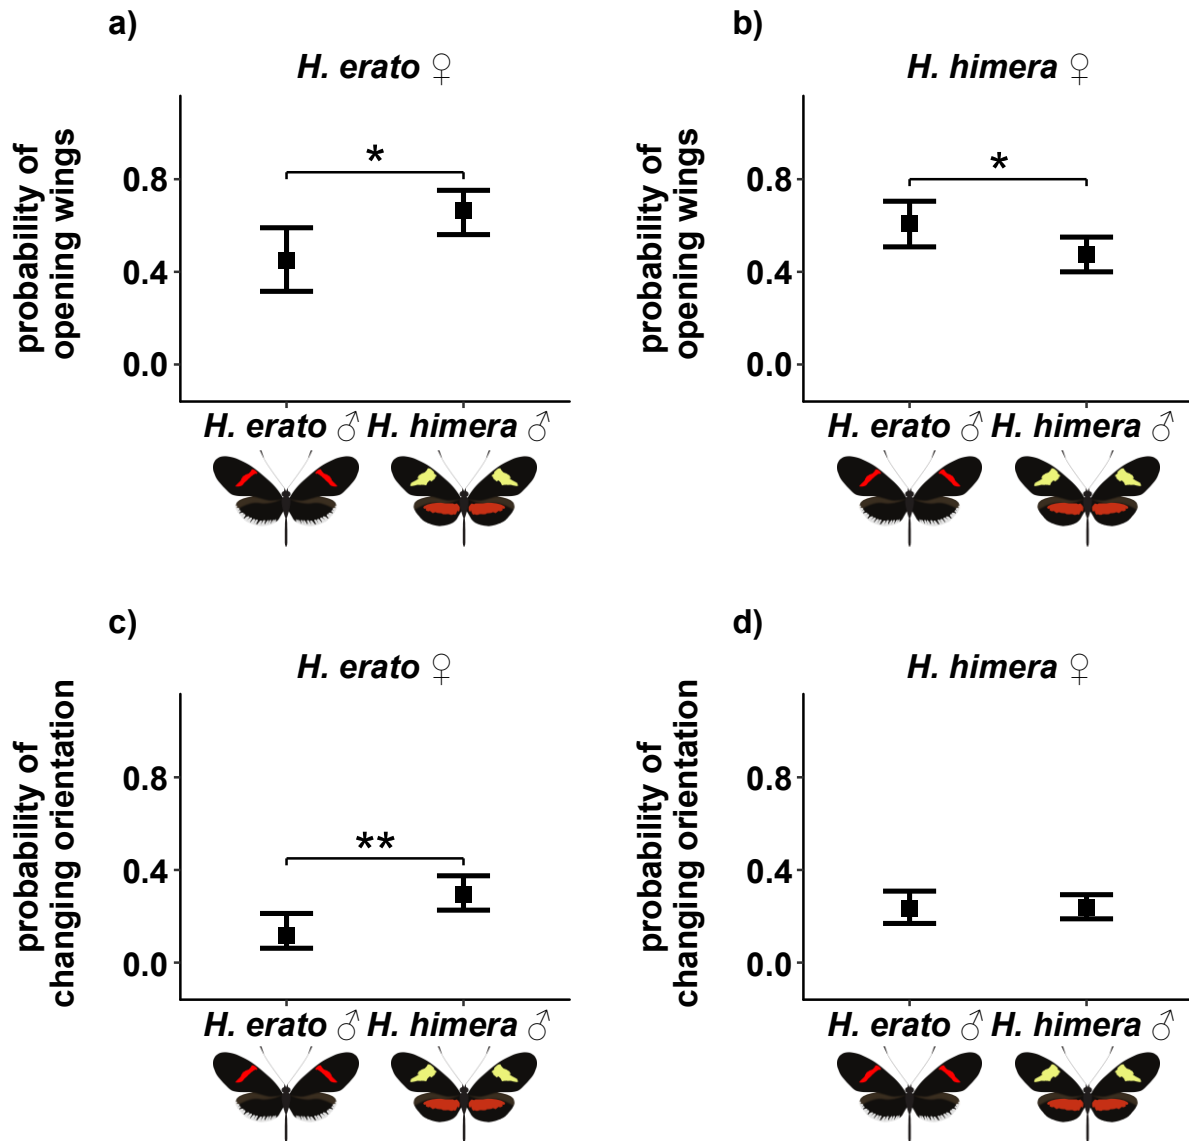 a)
H. erato ♀
probability of
opening wings
0.8
0.4
0.0
*
H. erato ♂ H. himera ♂
b)
H. himera ♀
probability of
opening wings
0.8
0.4
0.0
*
H. erato ♂ H. himera ♂
c)
H. erato ♀
probability of
changing orientation
0.8
0.4
0.0
**
H. erato ♂ H. himera ♂
d)
H. himera ♀
probability of
changing orientation
0.8
0.4
0.0
H. erato ♂ H. himera ♂